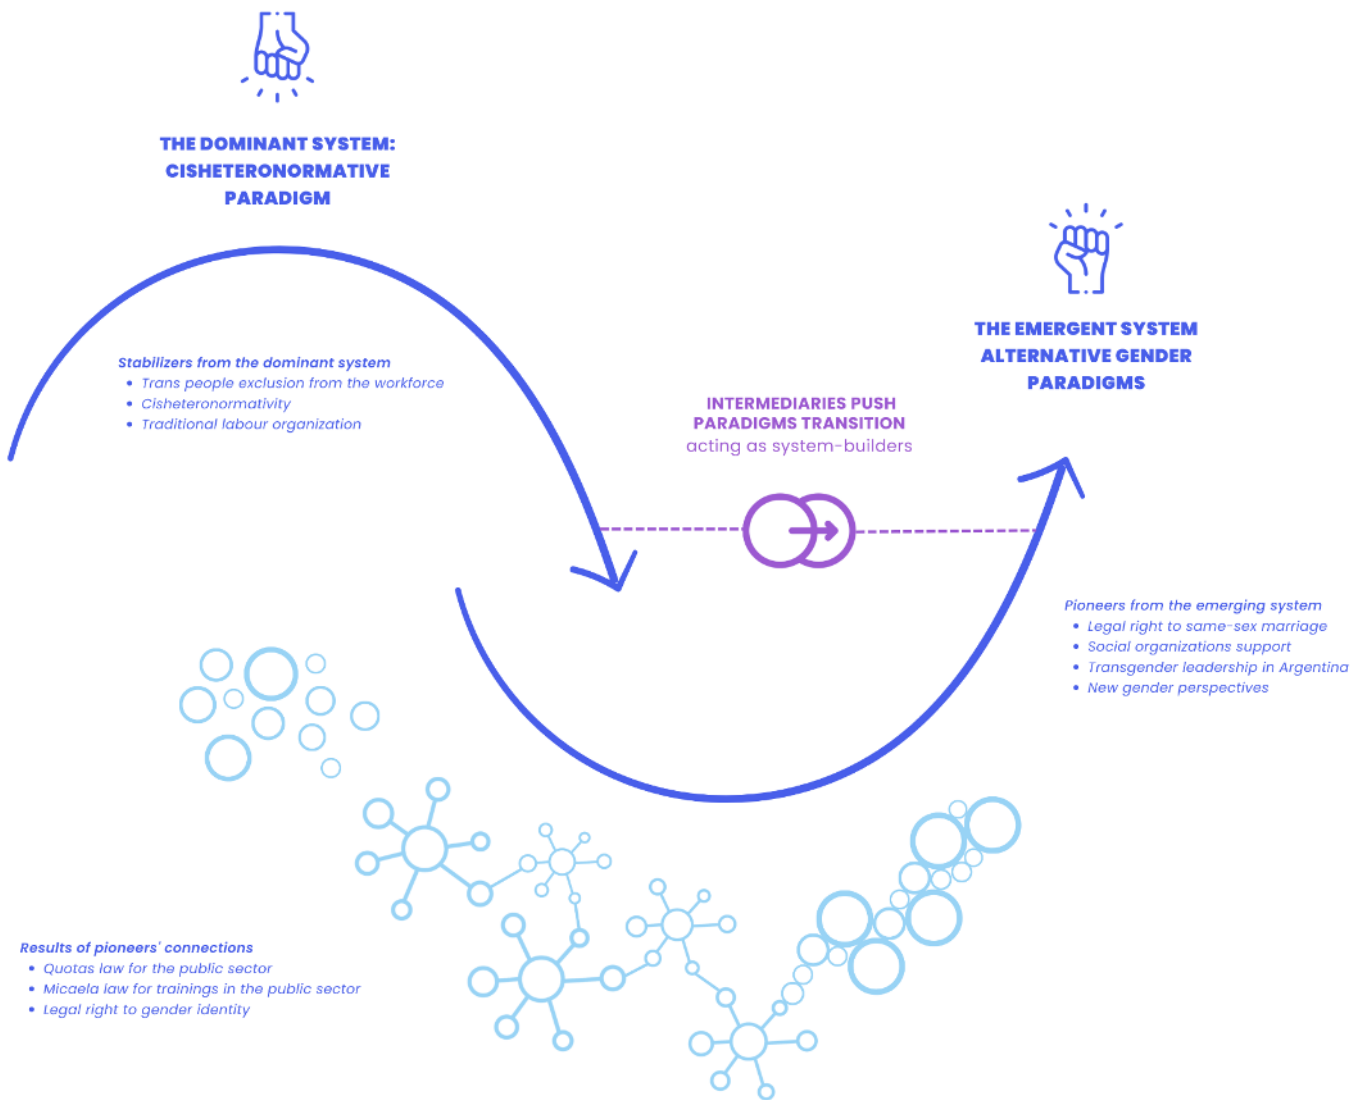 THE DOMINANT SYSTEM:
CISHETERONORMATIVE
PARADIGM
Stabilizers from the dominant system
• Trans people exclusion from the workforce
• Cisheteronormativity
• Traditional labour organization
INTERMEDIARIES PUSH
PARADIGMS TRANSITION
acting as system-builders
THE EMERGENT SYSTEM
ALTERNATIVE GENDER
PARADIGMS
Pioneers from the emerging system
• Legal right to same-sex marriage
• Social organizations support
• Transgender leadership in Argentina
• New gender perspectives
Results of pioneers' connections
• Quotas law for the public sector
• Micaela law for trainings in the public sector
• Legal right to gender identity